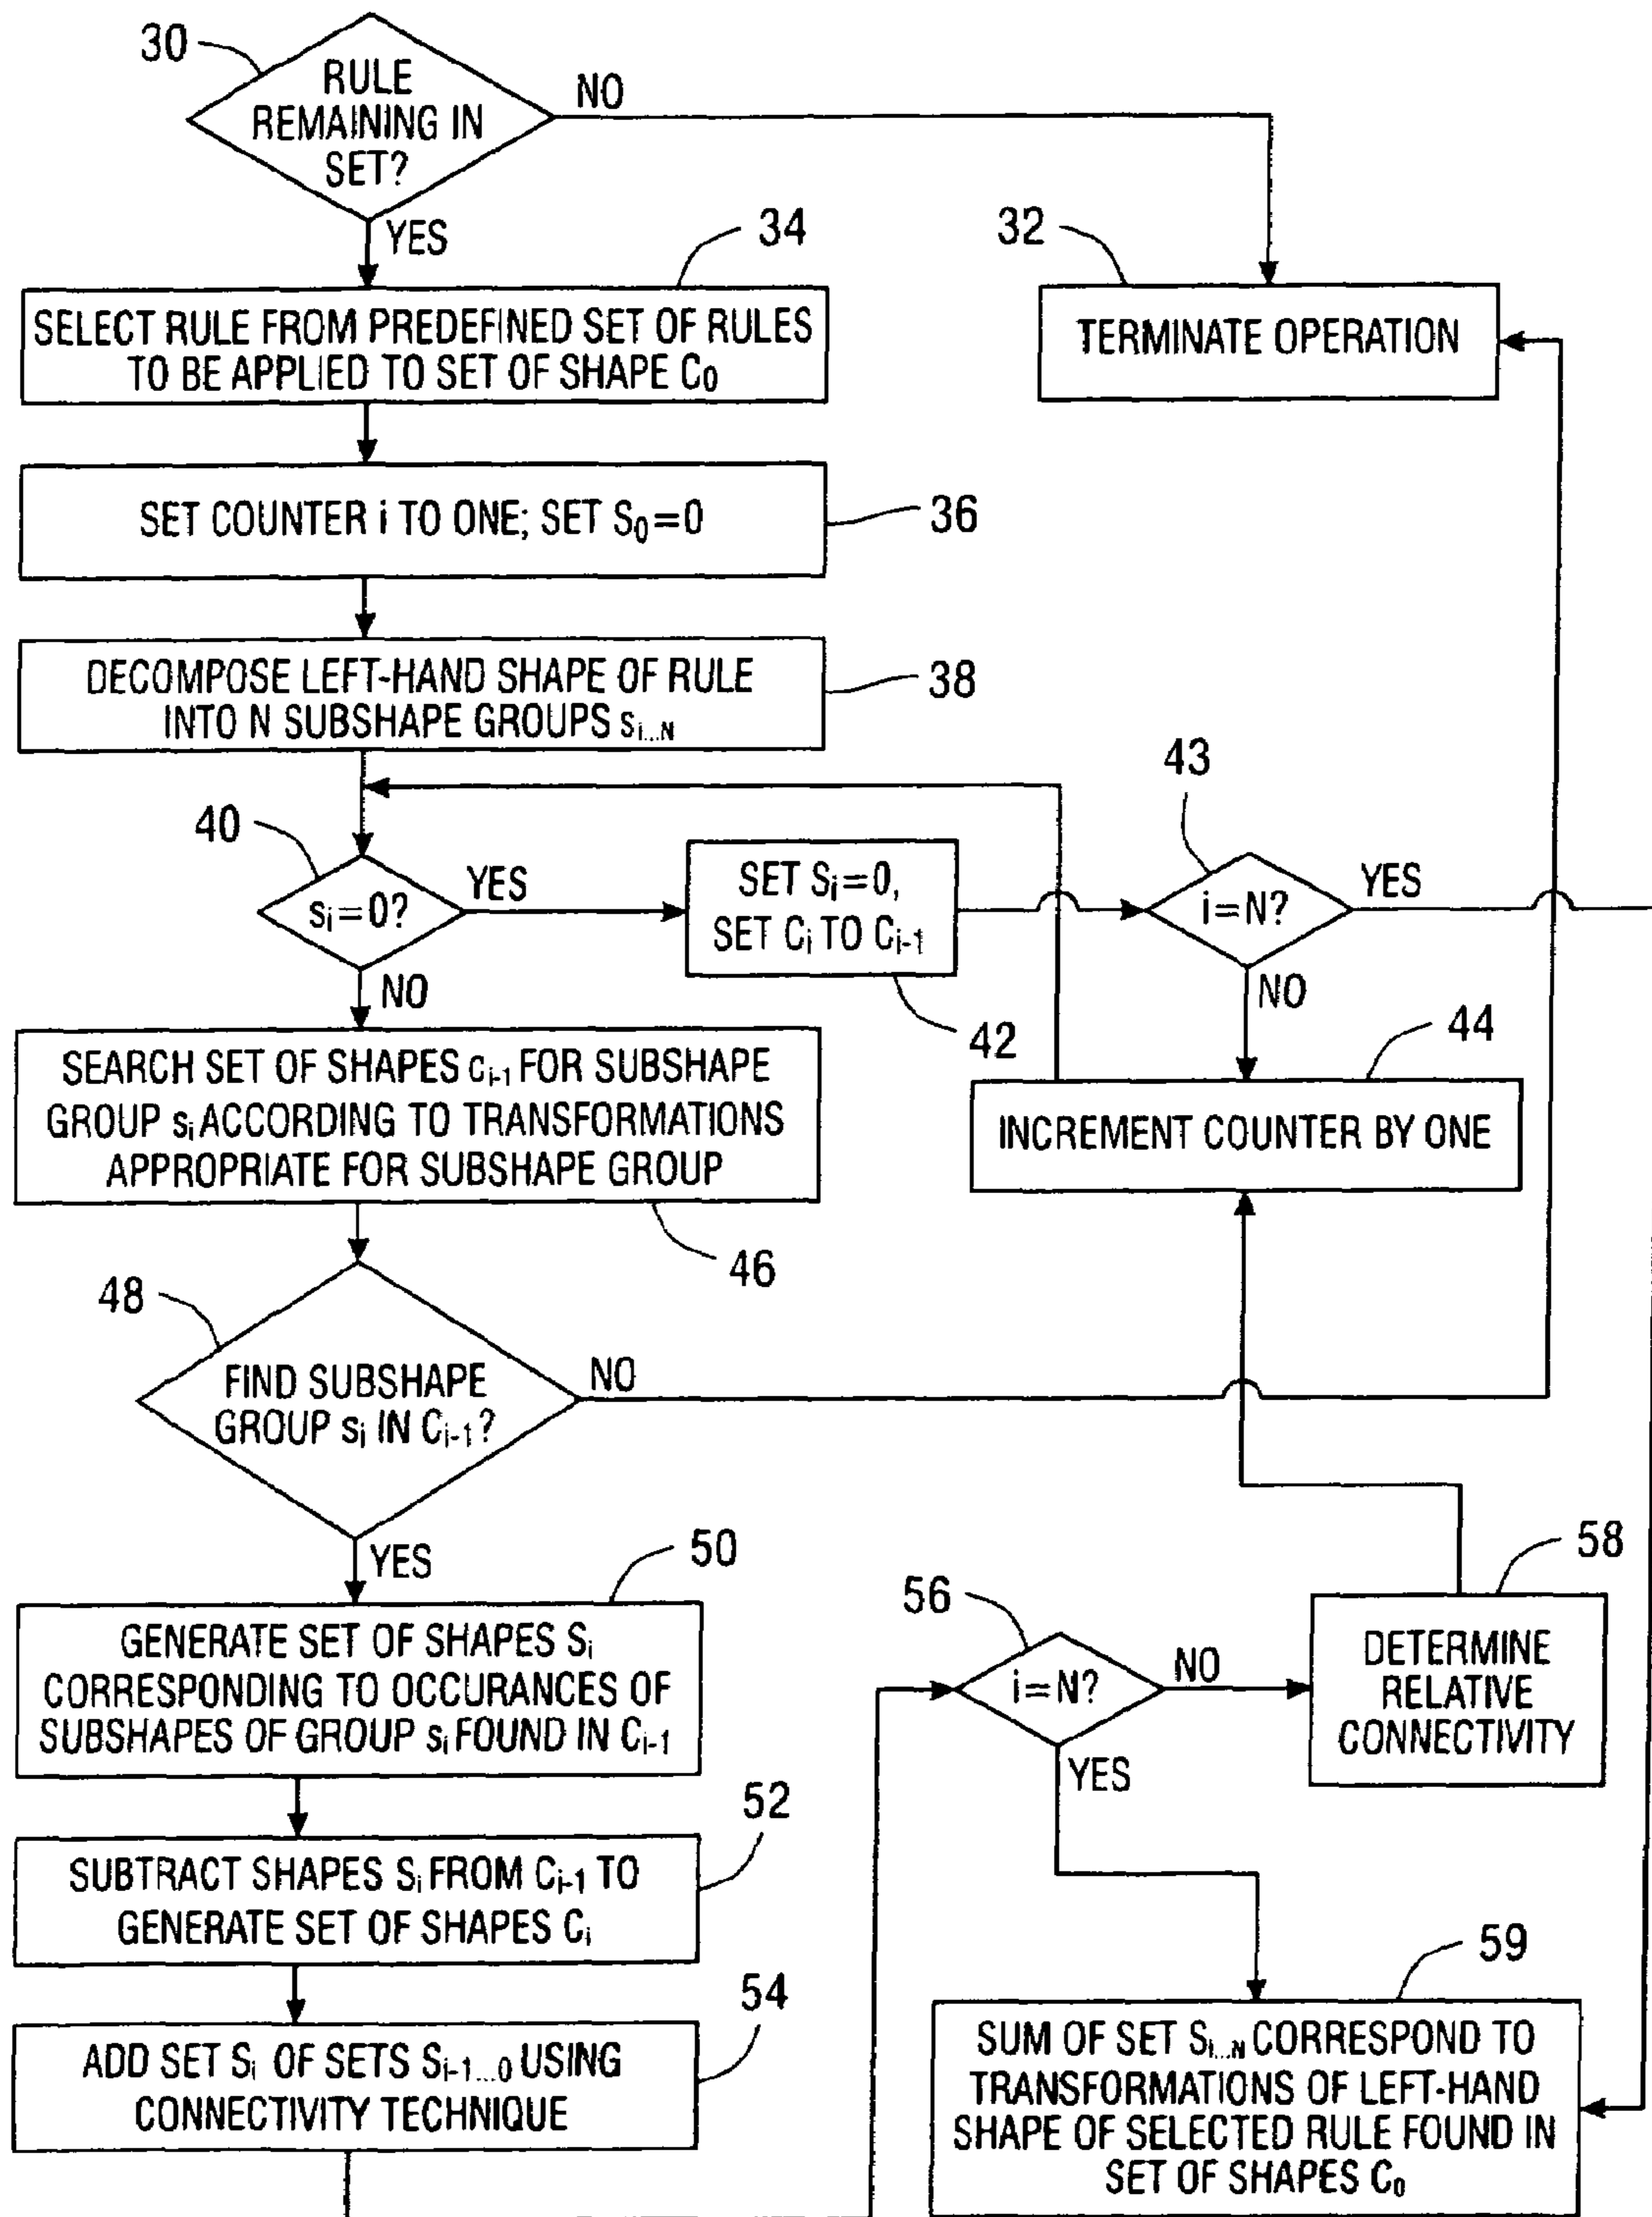 30
RULE
REMAINING IN
SET?
NO
YES
34
SELECT RULE FROM PREDEFINED SET OF RULES
TO BE APPLIED TO SET OF SHAPE C₀
32
TERMINATE OPERATION
SET COUNTER i TO ONE; SET S₀=0
36
DECOMPOSE LEFT-HAND SHAPE OF RULE
INTO N SUBSHAPE GROUPS sᵢ...N
38
40
sᵢ=0?
YES
NO
SET Sᵢ=0,
SET Cᵢ TO Cᵢ₋₁
42
43
i=N?
YES
NO
44
INCREMENT COUNTER BY ONE
SEARCH SET OF SHAPES Cᵢ₋₁ FOR SUBSHAPE
GROUP sᵢ ACCORDING TO TRANSFORMATIONS
APPROPRIATE FOR SUBSHAPE GROUP
46
48
FIND SUBSHAPE
GROUP sᵢ IN Cᵢ₋₁?
NO
YES
50
GENERATE SET OF SHAPES Sᵢ
CORRESPONDING TO OCCURANCES OF
SUBSHAPES OF GROUP sᵢ FOUND IN Cᵢ₋₁
52
SUBTRACT SHAPES Sᵢ FROM Cᵢ₋₁ TO
GENERATE SET OF SHAPES Cᵢ
54
ADD SET Sᵢ OF SETS Sᵢ₋₁...₀ USING
CONNECTIVITY TECHNIQUE
56
i=N?
NO
YES
58
DETERMINE
RELATIVE
CONNECTIVITY
59
SUM OF SET Sᵢ...N CORRESPOND TO
TRANSFORMATIONS OF LEFT-HAND
SHAPE OF SELECTED RULE FOUND IN
SET OF SHAPES C₀